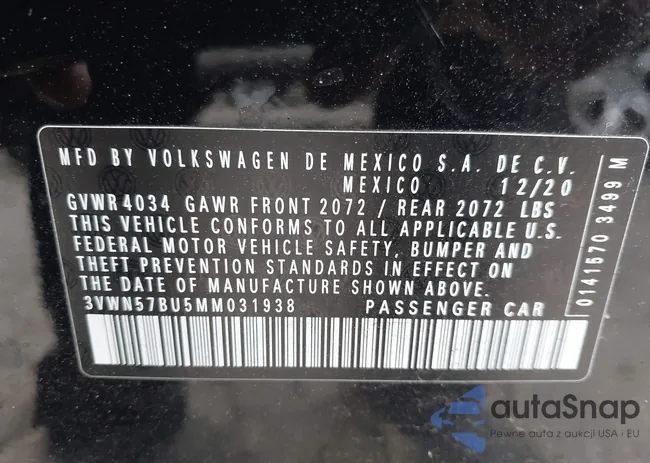 MFD BY VOLKSWAGEN DE MEXICO S.A. DE C.V.
MEXICO 12/20
GVWR 4034 GAWR FRONT 2072 / REAR 2072 LBS
THIS VEHICLE CONFORMS TO ALL APPLICABLE U.S.
FEDERAL MOTOR VEHICLE SAFETY, BUMPER AND
THEFT PREVENTION STANDARDS IN EFFECT ON
THE DATE OF MANUFACTURE SHOWN ABOVE.
3VWN57BU5MM031938 PASSENGER CAR
0141570 3499 M
autaSnap
Pewne auta z aukcji USA i EU